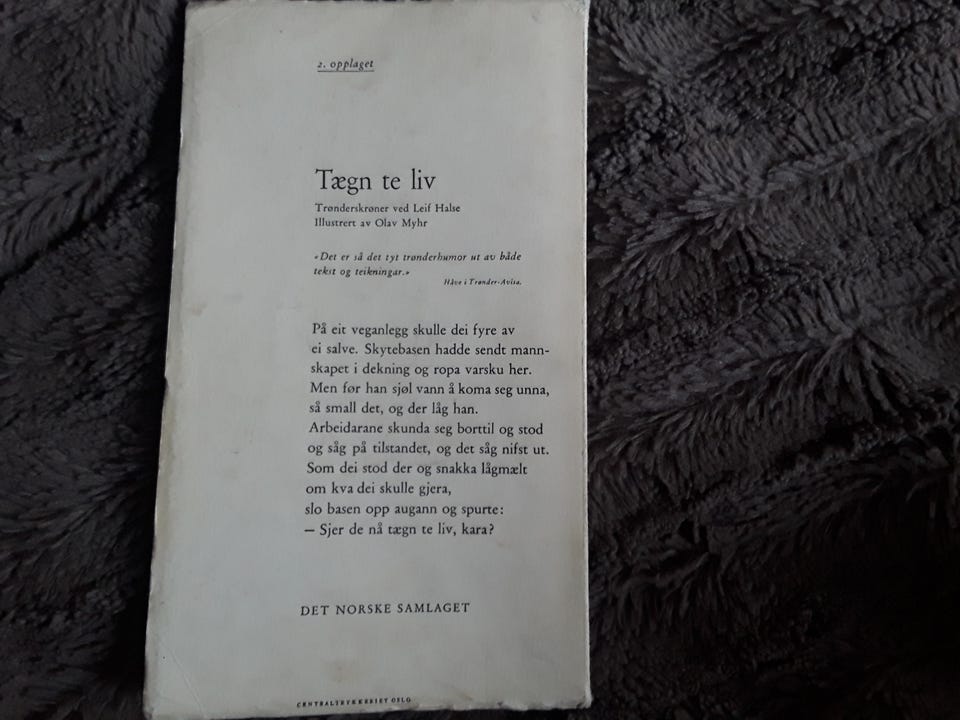 2. opplaget
Tægn te liv
Trønderskrøner ved Leif Halse
Illustrert av Olav Myhr
«Det er så det tyt trønderhumor ut av både
tekst og teikningar.»
Håve i Trønder-Avisa.
På eit veganlegg skulle dei fyre av
ei salve. Skytebasen hadde sendt mann-
skapet i dekning og ropa varsku her.
Men før han sjøl vann å koma seg unna,
så small det, og der låg han.
Arbeidarane skunda seg borttil og stod
og såg på tilstandet, og det såg nifst ut.
Som dei stod der og snakka lågmælt
om kva dei skulle gjera,
slo basen opp augann og spurte:
— Sjer de nå tægn te liv, kara?
DET NORSKE SAMLAGET
CENTRALTRYKKERIET OSLO